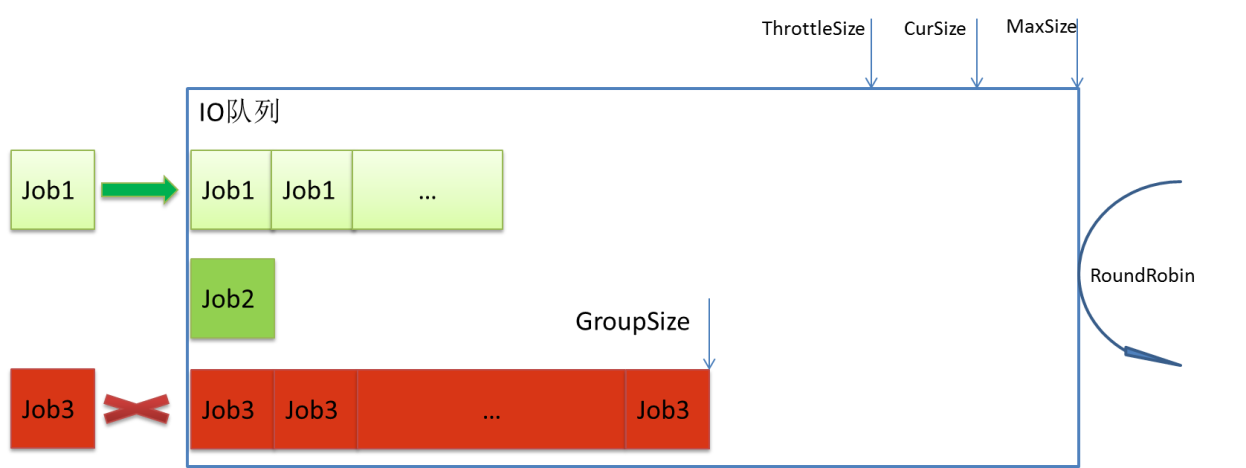 ThrottleSize CurSize MaxSize
IO队列
Job1 Job1 Job1 ...
Job2
RoundRobin
GroupSize
Job3 Job3 Job3 ... Job3